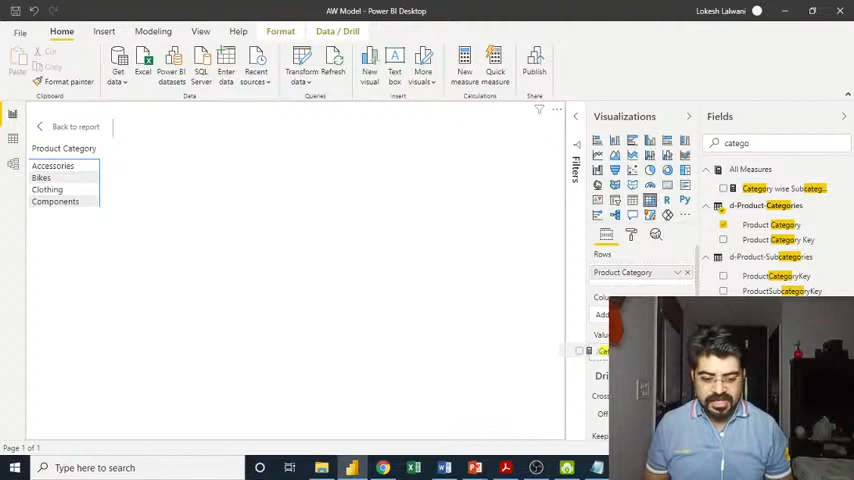 AW Model - Power BI Desktop
Lokesh Lalwani
File
Home
Insert
Modeling
View
Help
Format
Data / Drill
Paste
Cut
Copy
Format painter
Clipboard
Get data
Excel
Power BI datasets
SQL Server
Enter data
Recent sources
Data
Transform data
Refresh
Queries
New visual
Text box
More visuals
Insert
New measure
Quick measure
Calculations
Publish
Share
Back to report
Product Category
Accessories
Bikes
Clothing
Components
Filters
Visualizations
R
Py
Rows
Product Category
Fields
catego
All Measures
Category wise Subcateg...
d-Product-Categories
Product Category
Product Category Key
d-Product-Subcategories
ProductCategoryKey
ProductSubcategoryKey
Page 1 of 1
Type here to search